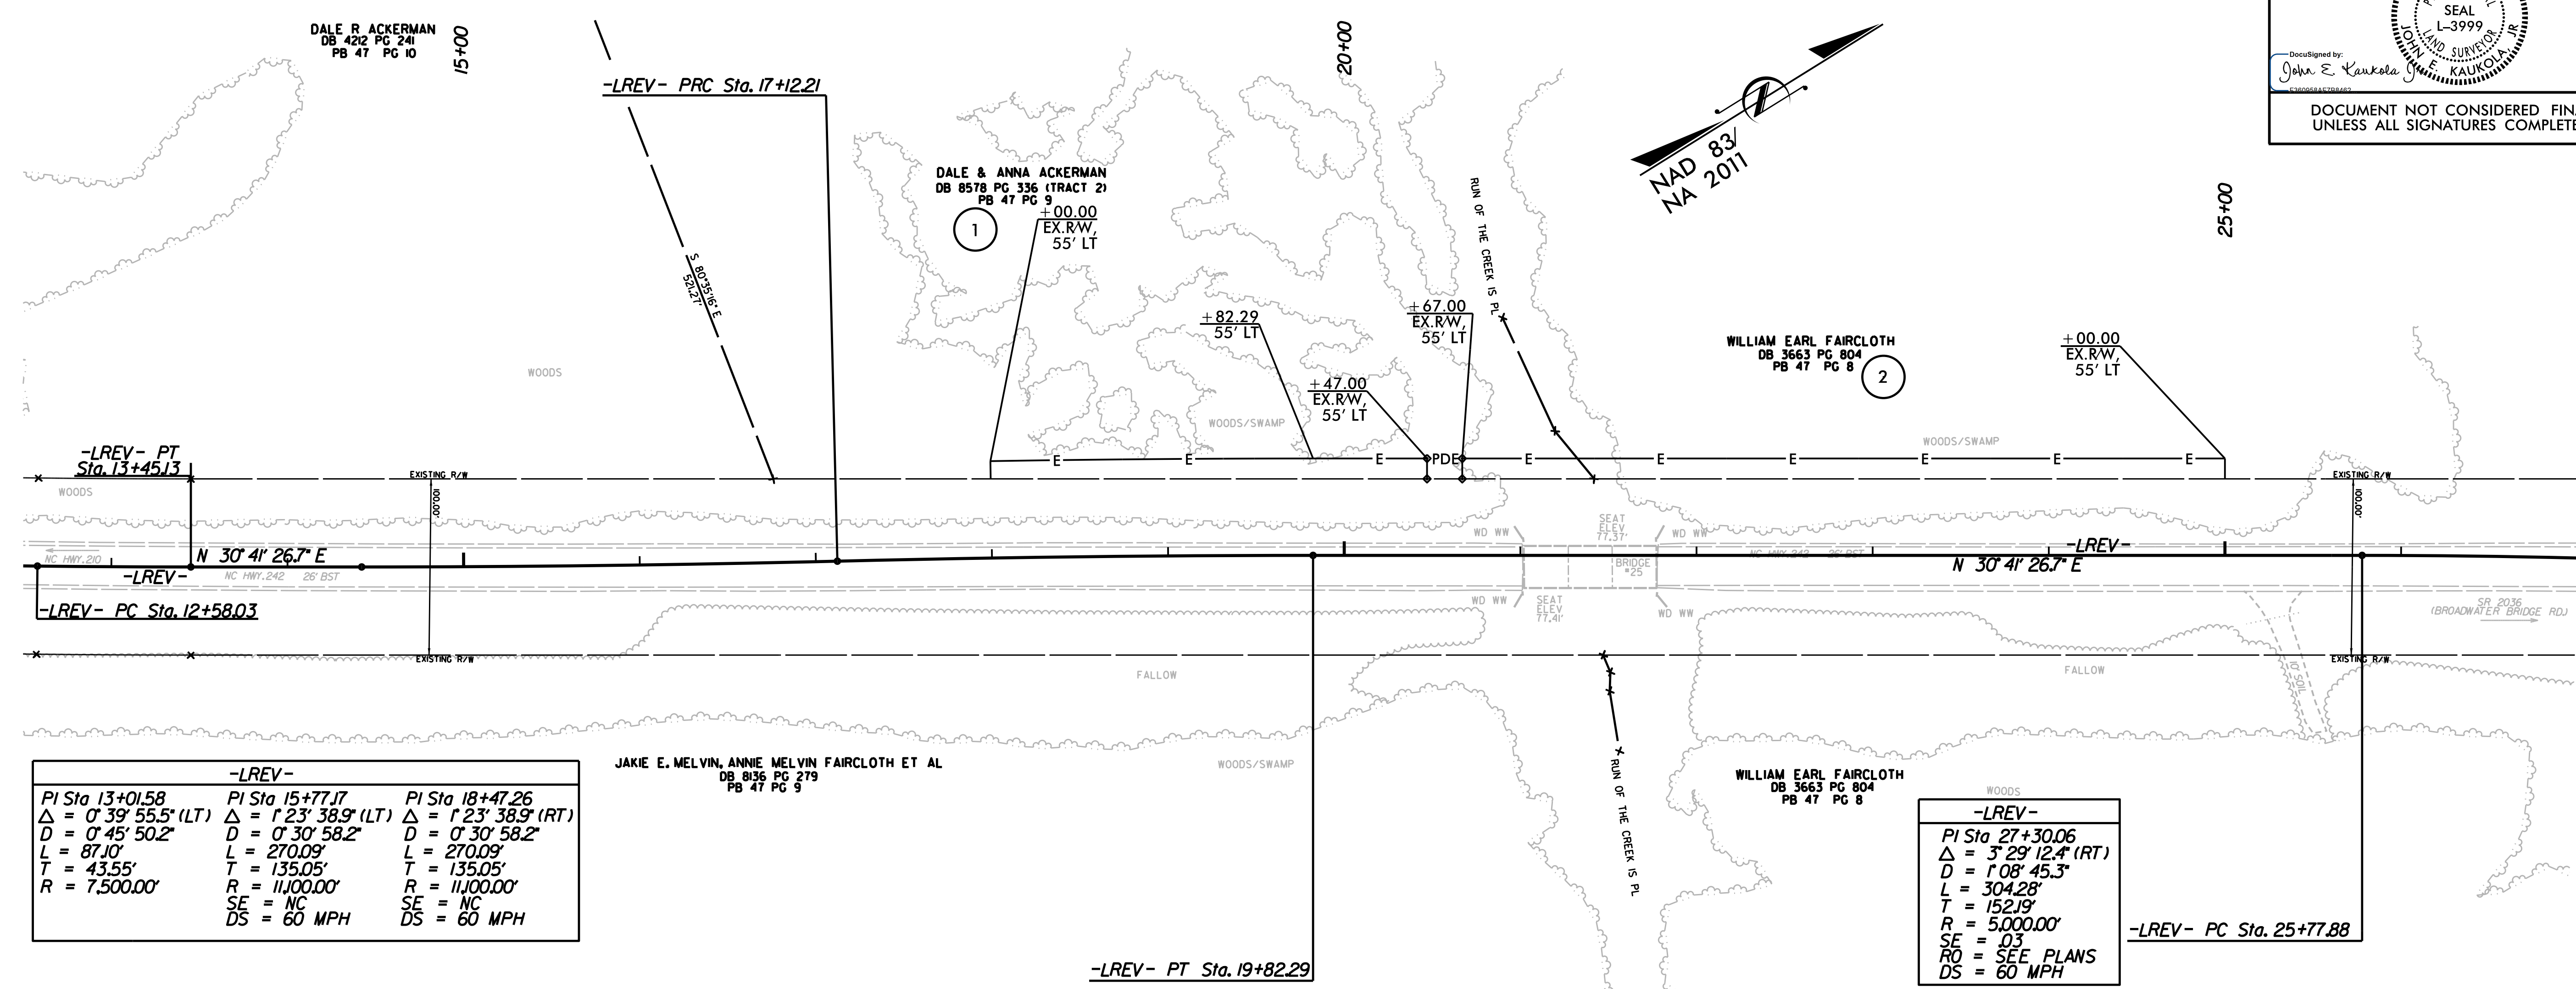 DALE R ACKERMAN
DB 4212 PG 241
PB 47 PG 10
15+00
-LREV- PRC Sta. 17+12.21
20+00
SEAL
L-3999
LAND SURVEYOR
JOHN E. KAUKOLA, JR
DocuSigned by:
John E. Kaukola Jr
DOCUMENT NOT CONSIDERED FINA
UNLESS ALL SIGNATURES COMPLETE
NAD 83/
NA 2011
25+00
DALE & ANNA ACKERMAN
DB 8578 PG 336 (TRACT 2)
PB 47 PG 9
1
+00.00
EX.R/W,
55' LT
S 80°35'16" E
521.27'
RUN OF THE CREEK IS PL
+82.29
55' LT
+67.00
EX.R/W,
55' LT
+47.00
EX.R/W,
55' LT
WILLIAM EARL FAIRCLOTH
DB 3663 PG 804
PB 47 PG 8
2
+00.00
EX.R/W,
55' LT
WOODS
WOODS/SWAMP
WOODS/SWAMP
-LREV- PT
Sta. 13+45.13
WOODS
E E E PDE E E E E E E
EXISTING R/W
100.00'
EXISTING R/W
100.00'
WD WW
SEAT
ELEV
77.37'
WD WW
NC HWY.210
N 30° 41' 26.7" E
-LREV-
NC HWY.242 26' BST
BRIDGE
#25
NC HWY.242 26' BST
-LREV-
N 30° 41' 26.7" E
-LREV- PC Sta. 12+58.03
WD WW
SEAT
ELEV
77.41'
WD WW
SR 2036
(BROADWATER BRIDGE RD.)
EXISTING R/W
EXISTING R/W
FALLOW
FALLOW
10' SOIL
JAKIE E. MELVIN, ANNIE MELVIN FAIRCLOTH ET AL
DB 8136 PG 279
PB 47 PG 9
WOODS/SWAMP
RUN OF THE CREEK IS PL
WILLIAM EARL FAIRCLOTH
DB 3663 PG 804
PB 47 PG 8
WOODS
-LREV-
PI Sta 13+01.58
Δ = 0° 39' 55.5" (LT)
D = 0° 45' 50.2"
L = 87.10'
T = 43.55'
R = 7,500.00'
PI Sta 15+77.17
Δ = 1° 23' 38.9" (LT)
D = 0° 30' 58.2"
L = 270.09'
T = 135.05'
R = 11,100.00'
SE = NC
DS = 60 MPH
PI Sta 18+47.26
Δ = 1° 23' 38.9" (RT)
D = 0° 30' 58.2"
L = 270.09'
T = 135.05'
R = 11,100.00'
SE = NC
DS = 60 MPH
-LREV- PT Sta. 19+82.29
-LREV-
PI Sta 27+30.06
Δ = 3° 29' 12.4" (RT)
D = 1° 08' 45.3"
L = 304.28'
T = 152.19'
R = 5,000.00'
SE = .03
RO = SEE PLANS
DS = 60 MPH
-LREV- PC Sta. 25+77.88